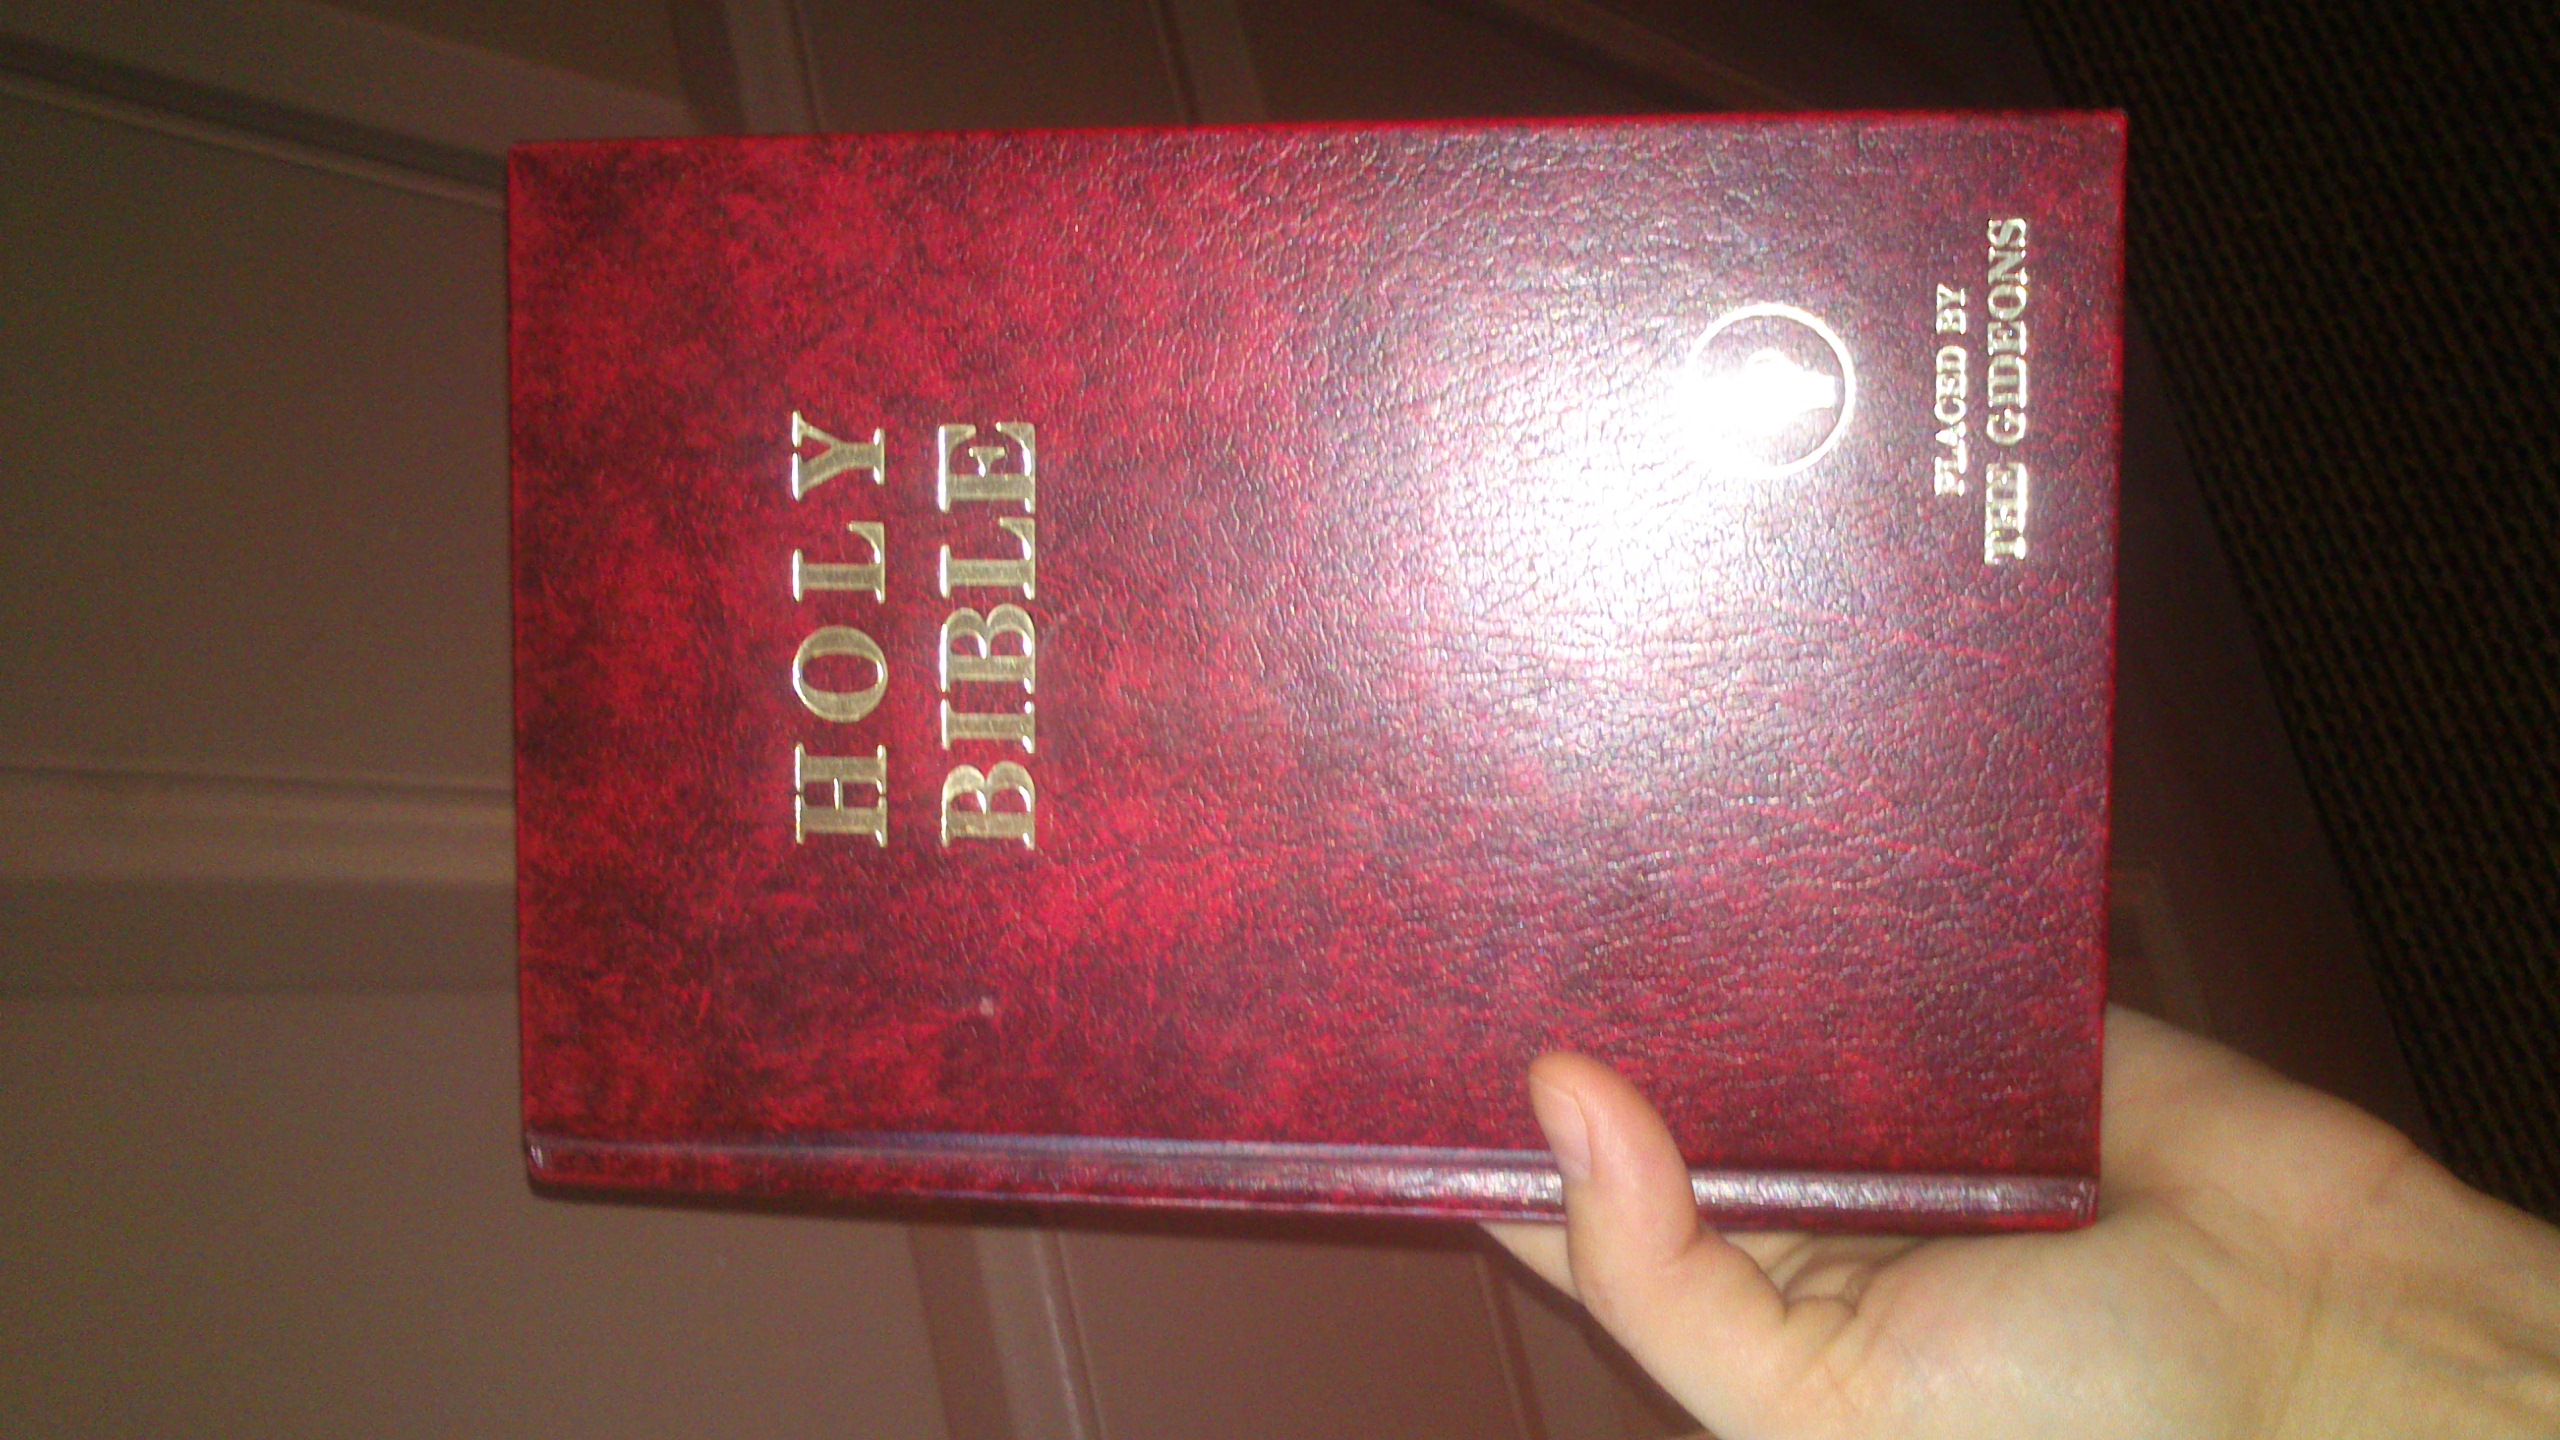 HOLY
BIBLE
PLACED BY
THE GIDEONS